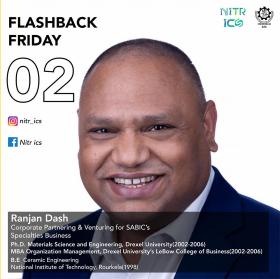 FLASHBACK
FRIDAY
02
NITR
ics
nitr_ics
Nitr ics
Ranjan Dash
Corporate Partnering & Venturing for SABIC's
Specialties Business
Ph.D. Materials Science and Engineering, Drexel University(2002-2006)
MBA Organization Management, Drexel University's LeBow College of Business(2002-2006)
B.E Ceramic Engineering
National Institute of Technology, Rourkela(1998)